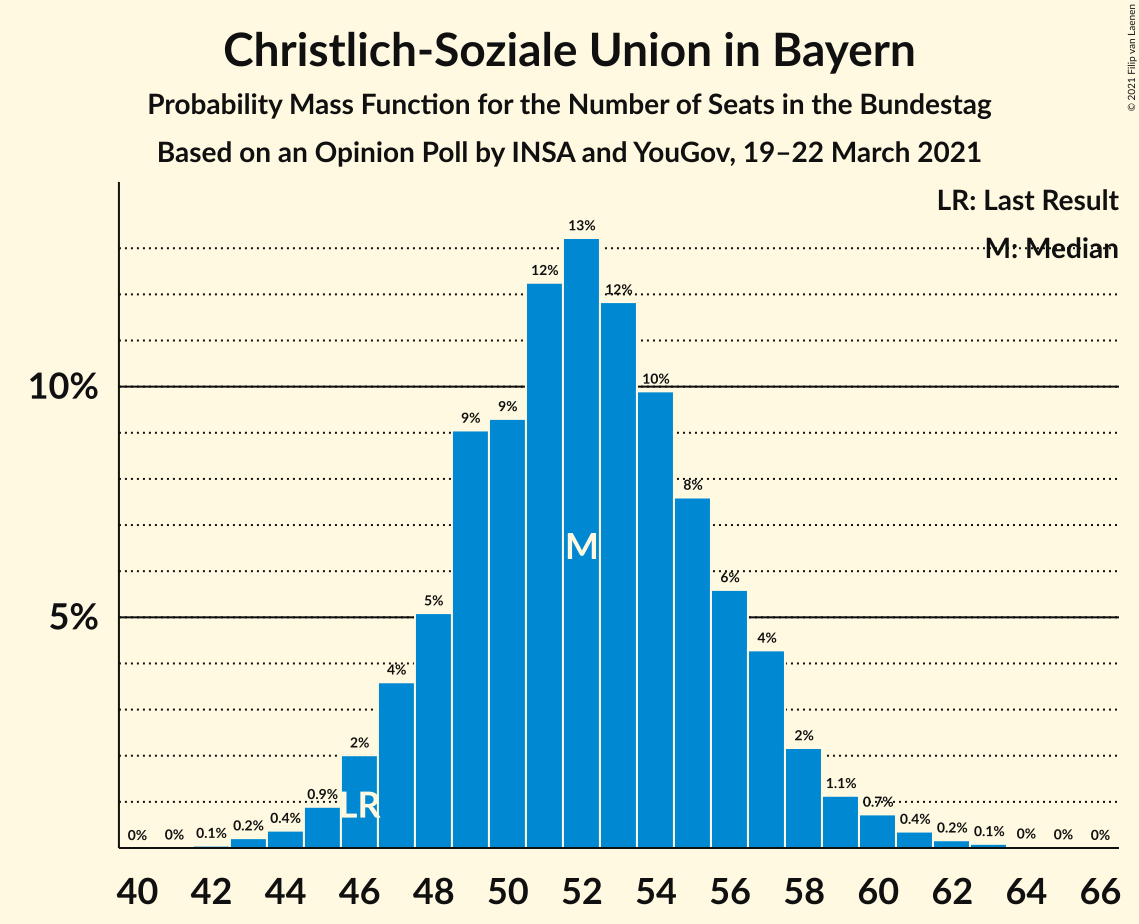 Christlich-Soziale Union in Bayern
Probability Mass Function for the Number of Seats in the Bundestag
Based on an Opinion Poll by INSA and YouGov, 19–22 March 2021
© 2021 Filip van Laenen
LR: Last Result
M: Median
10%
5%
0% 0% 0.1% 0.2% 0.4% 0.9% 2% 4% 5% 9% 9% 12% 13% 12% 10% 8% 6% 4% 2% 1.1% 0.7% 0.4% 0.2% 0.1% 0% 0% 0%
M
LR
40 42 44 46 48 50 52 54 56 58 60 62 64 66